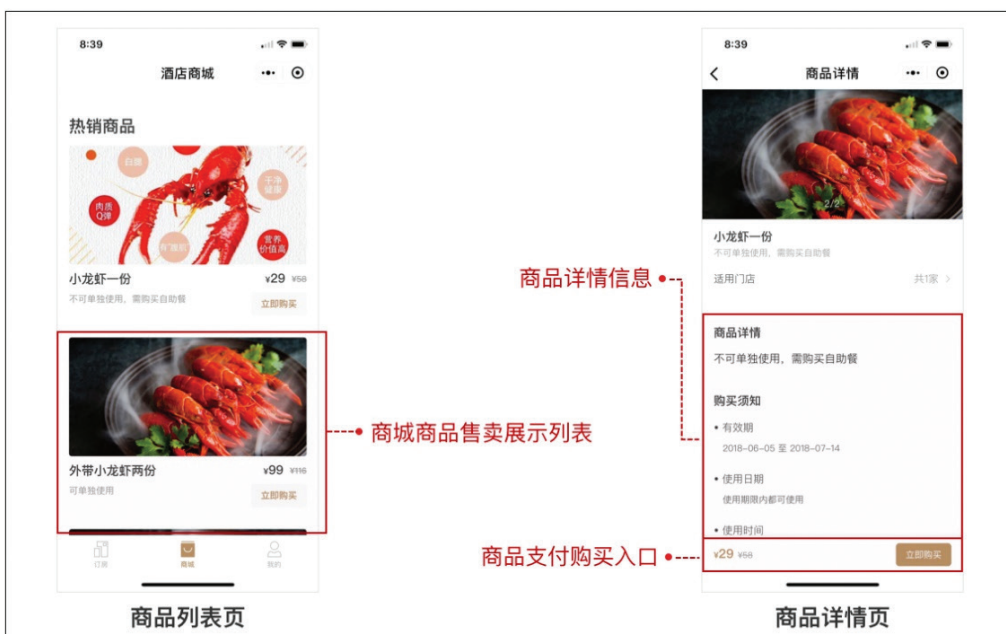 8:39
酒店商城
热销商品
白腮
干净
健康
肉质
Q弹
营养
价值高
小龙虾一份
¥29 ¥58
不可单独使用，需购买自助餐
立即购买
外带小龙虾两份
¥99 ¥116
可单独使用
立即购买
订房
商城
我的
商品列表页
商城商品售卖展示列表
商品详情信息
商品支付购买入口
8:39
商品详情
2/2
小龙虾一份
不可单独使用，需购买自助餐
适用门店
共1家 >
商品详情
不可单独使用，需购买自助餐
购买须知
• 有效期
2018-06-05 至 2018-07-14
• 使用日期
使用期限内都可使用
• 使用时间
¥29 ¥58
立即购买
商品详情页